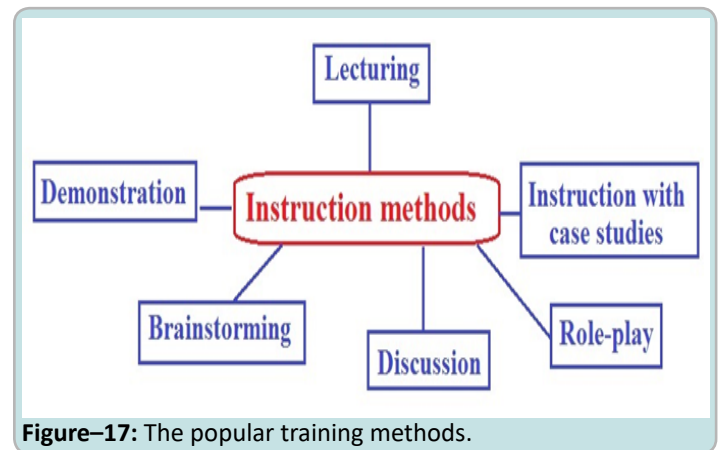 Lecturing
Demonstration
Instruction methods
Instruction with
case studies
Brainstorming
Discussion
Role-play
Figure–17: The popular training methods.